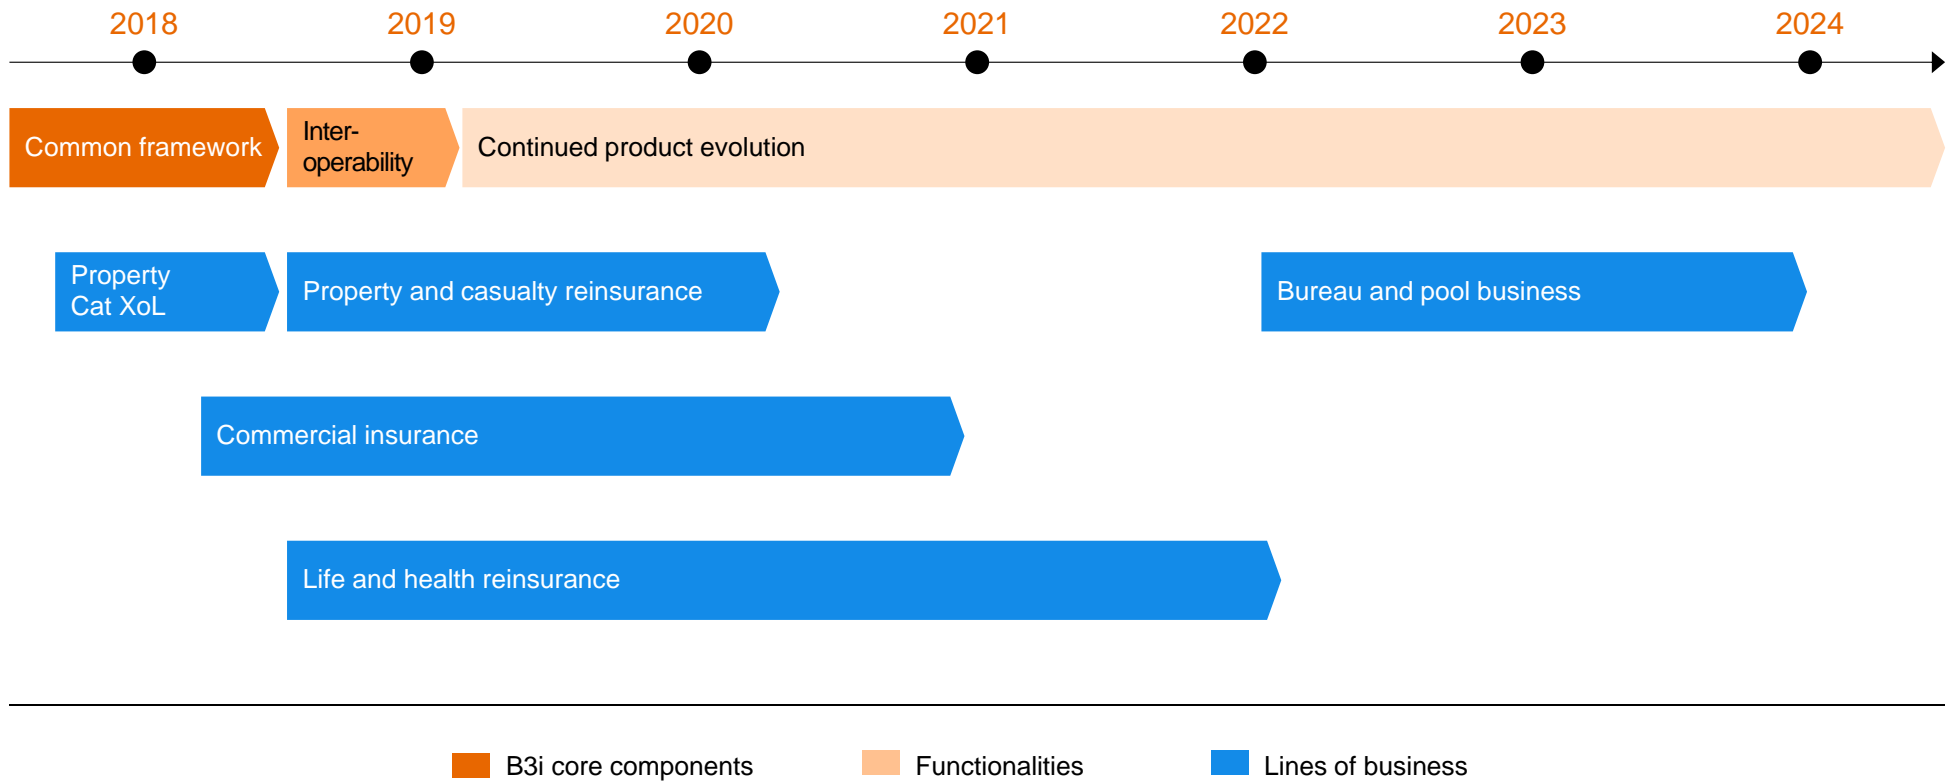 2018 2019 2020 2021 2022 2023 2024
Common framework
Inter-
operability
Continued product evolution
Property
Cat XoL
Property and casualty reinsurance
Bureau and pool business
Commercial insurance
Life and health reinsurance
B3i core components Functionalities Lines of business